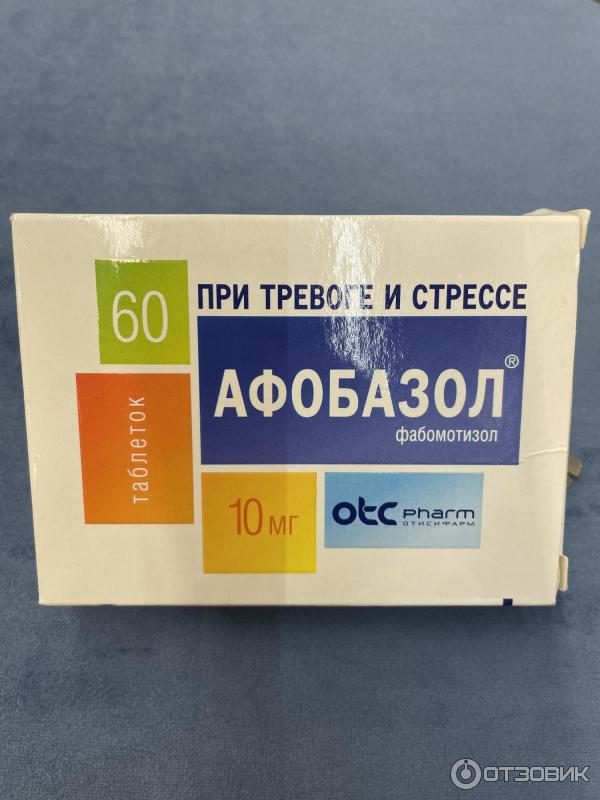 60
ПРИ ТРЕВОГЕ И СТРЕССЕ
АФОБАЗОЛ®
фабомотизол
таблеток
10 мг
otc pharm
ОТИСИФАРМ
ОТЗОВИК